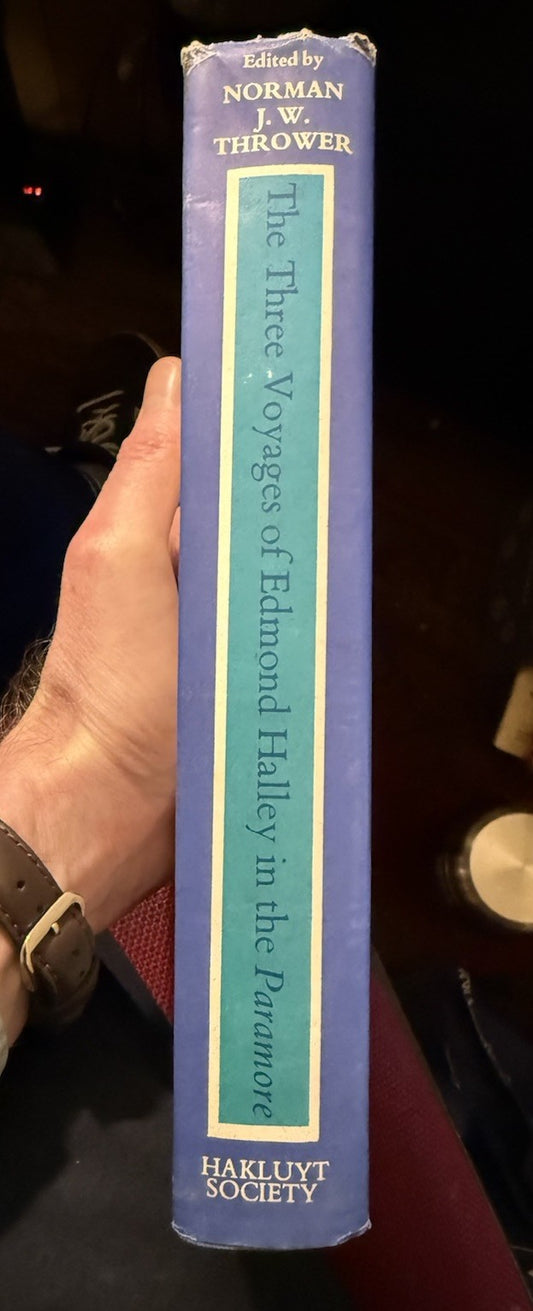 Edited by
NORMAN
J. W.
THROWER
The Three Voyages of Edmond Halley in the Paramore
HAKLUYT
SOCIETY